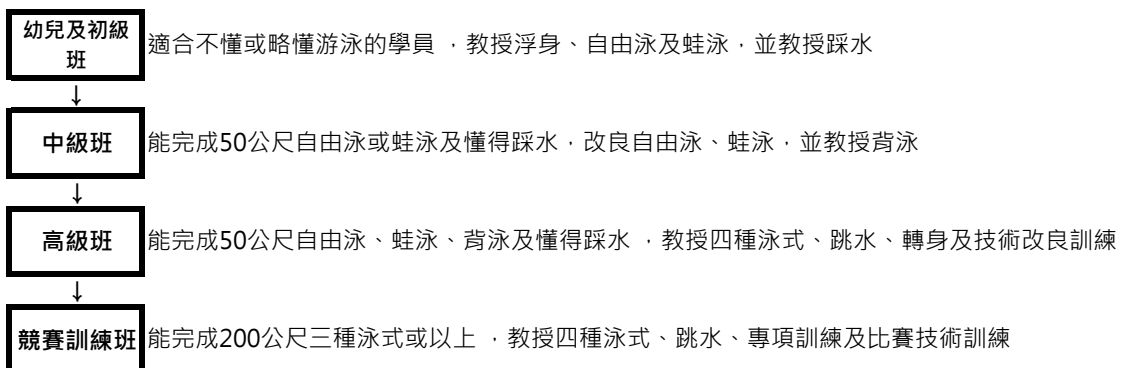 幼兒及初級
班
適合不懂或略懂游泳的學員 ，教授浮身、自由泳及蛙泳，並教授踩水
↓
中級班
能完成50公尺自由泳或蛙泳及懂得踩水，改良自由泳、蛙泳，並教授背泳
↓
高級班
能完成50公尺自由泳、蛙泳、背泳及懂得踩水 ，教授四種泳式、跳水、轉身及技術改良訓練
↓
競賽訓練班
能完成200公尺三種泳式或以上 ，教授四種泳式、跳水、專項訓練及比賽技術訓練